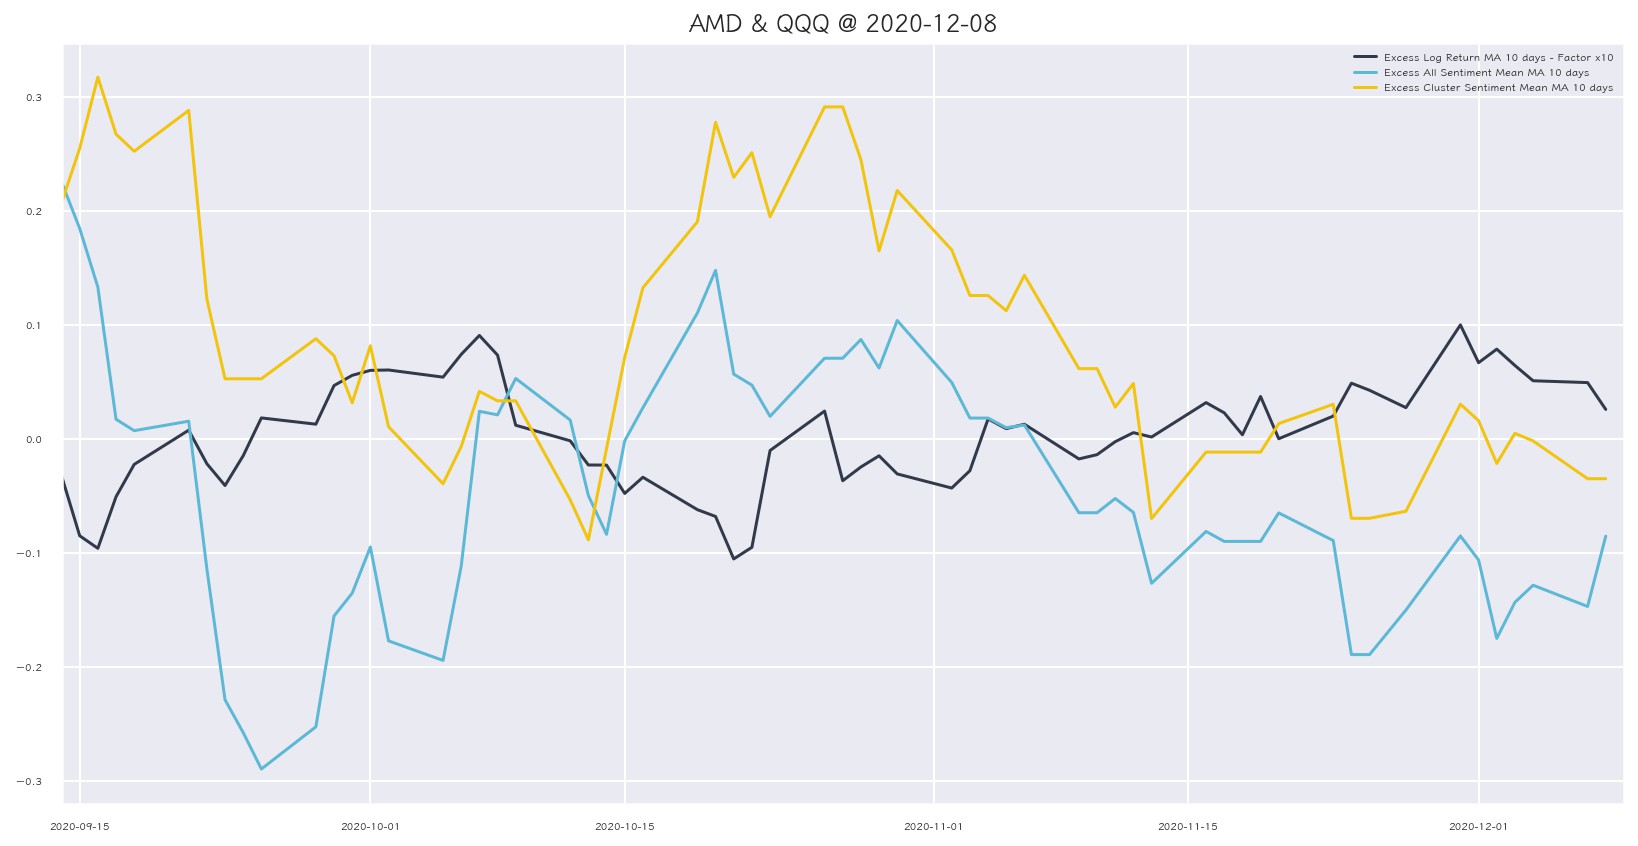 AMD & QQQ @ 2020-12-08
Excess Log Return MA 10 days - Factor x10
Excess All Sentiment Mean MA 10 days
Excess Cluster Sentiment Mean MA 10 days
0.3
0.2
0.1
0.0
−0.1
−0.2
−0.3
2020-09-15 2020-10-01 2020-10-15 2020-11-01 2020-11-15 2020-12-01